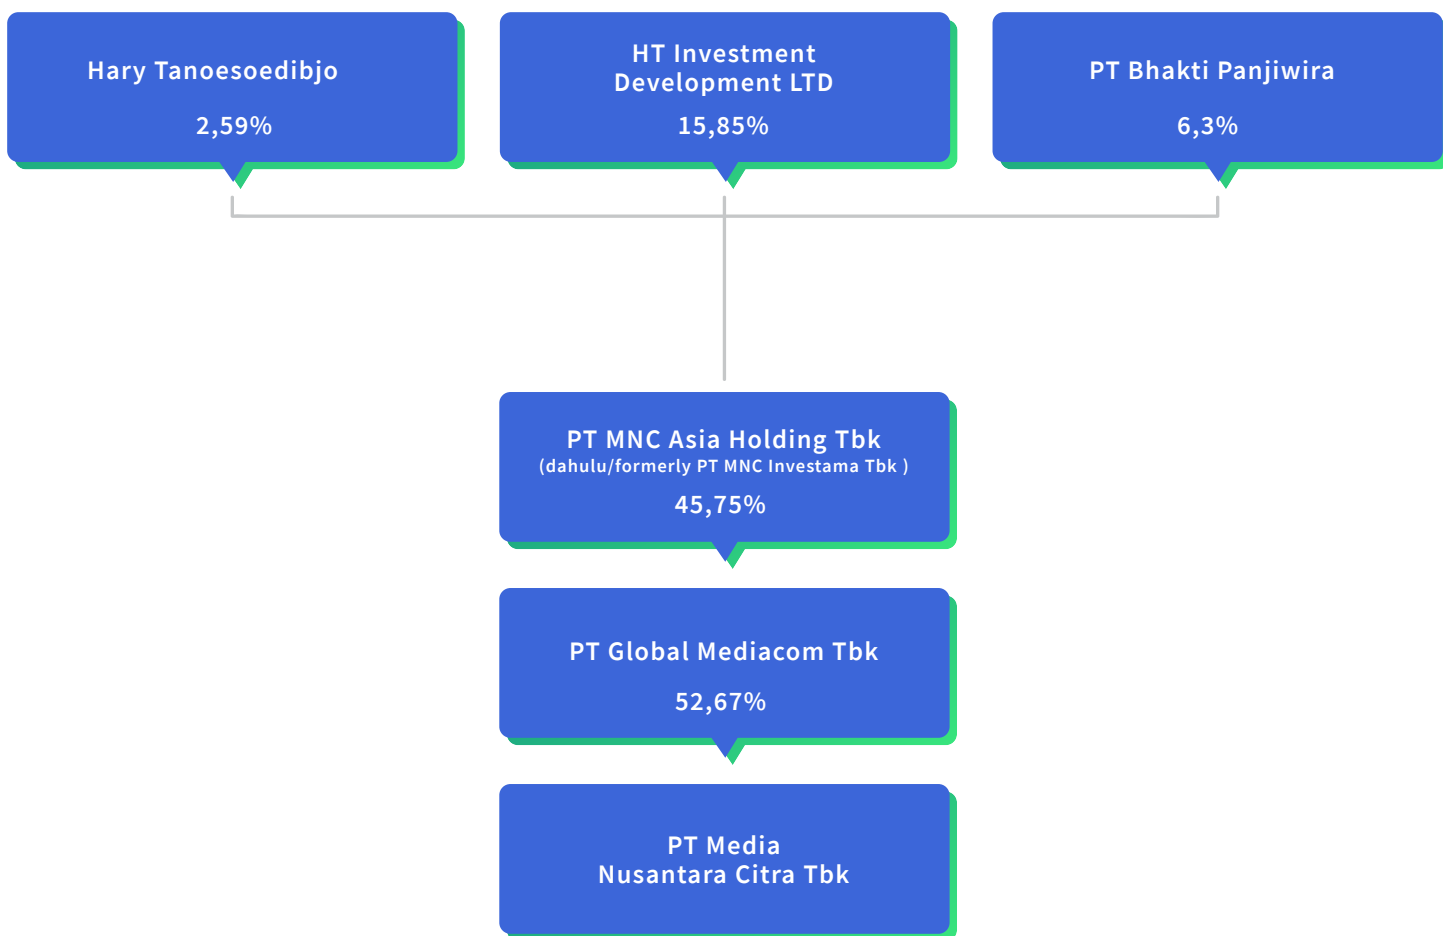 Hary Tanoesoedibjo
2,59%
HT Investment
Development LTD
15,85%
PT Bhakti Panjiwira
6,3%
PT MNC Asia Holding Tbk
(dahulu/formerly PT MNC Investama Tbk )
45,75%
PT Global Mediacom Tbk
52,67%
PT Media
Nusantara Citra Tbk